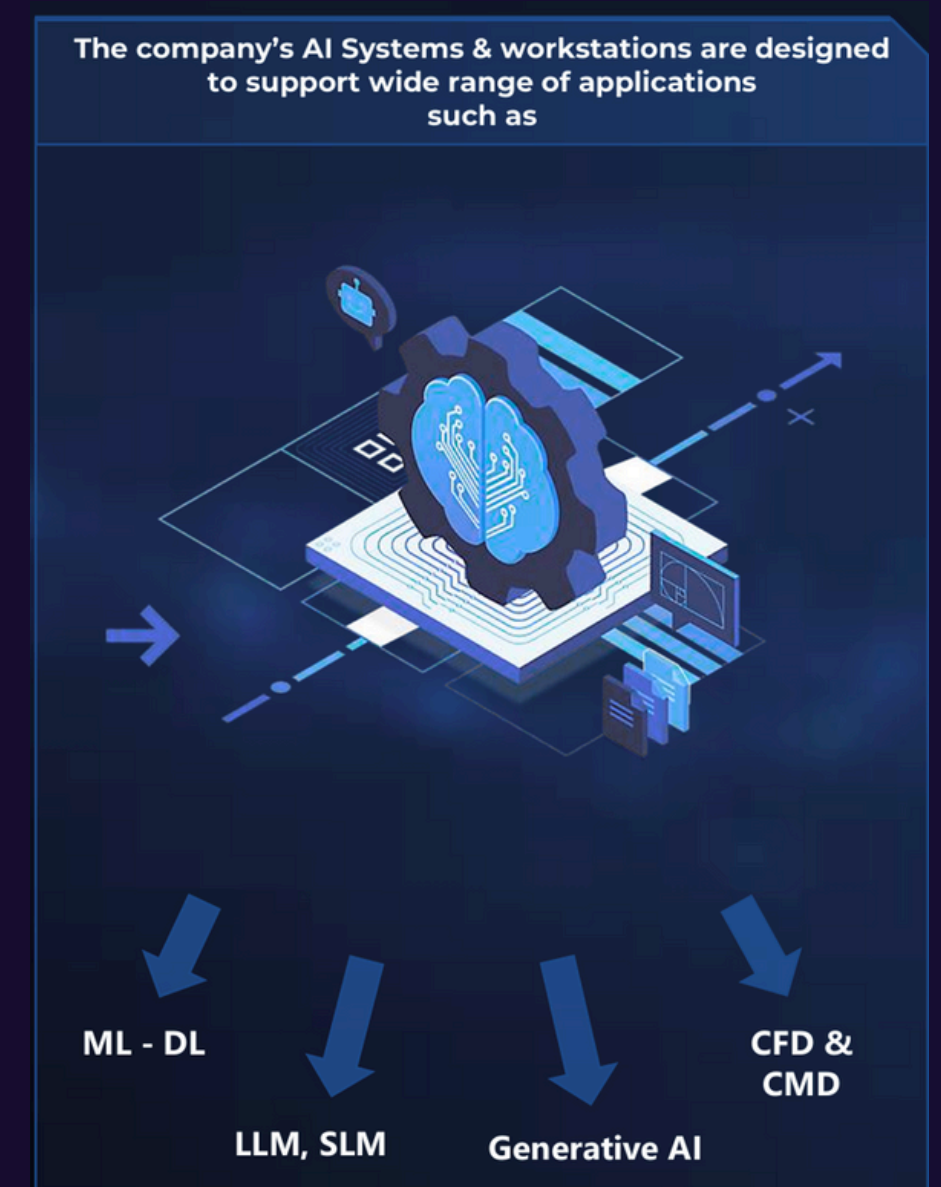 The company’s AI Systems & workstations are designed
to support wide range of applications
such as
ML - DL
LLM, SLM
Generative AI
CFD &
CMD